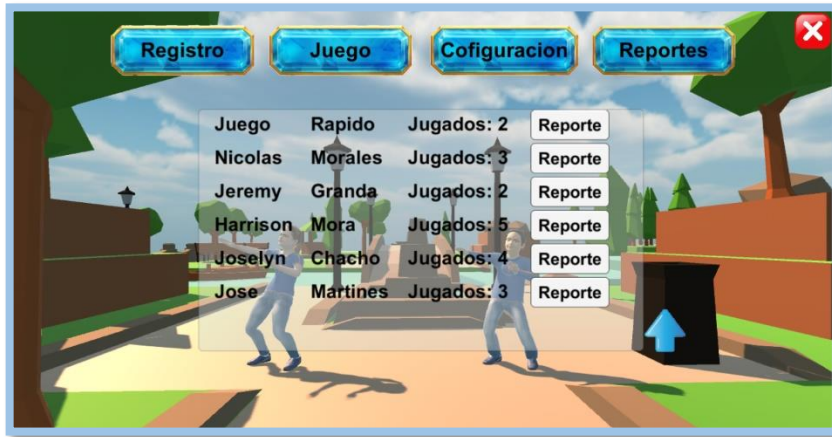 Registro Juego Cofiguracion Reportes
Juego Rapido Jugados: 2 Reporte
Nicolas Morales Jugados: 3 Reporte
Jeremy Granda Jugados: 2 Reporte
Harrison Mora Jugados: 5 Reporte
Joselyn Chacho Jugados: 4 Reporte
Jose Martines Jugados: 3 Reporte